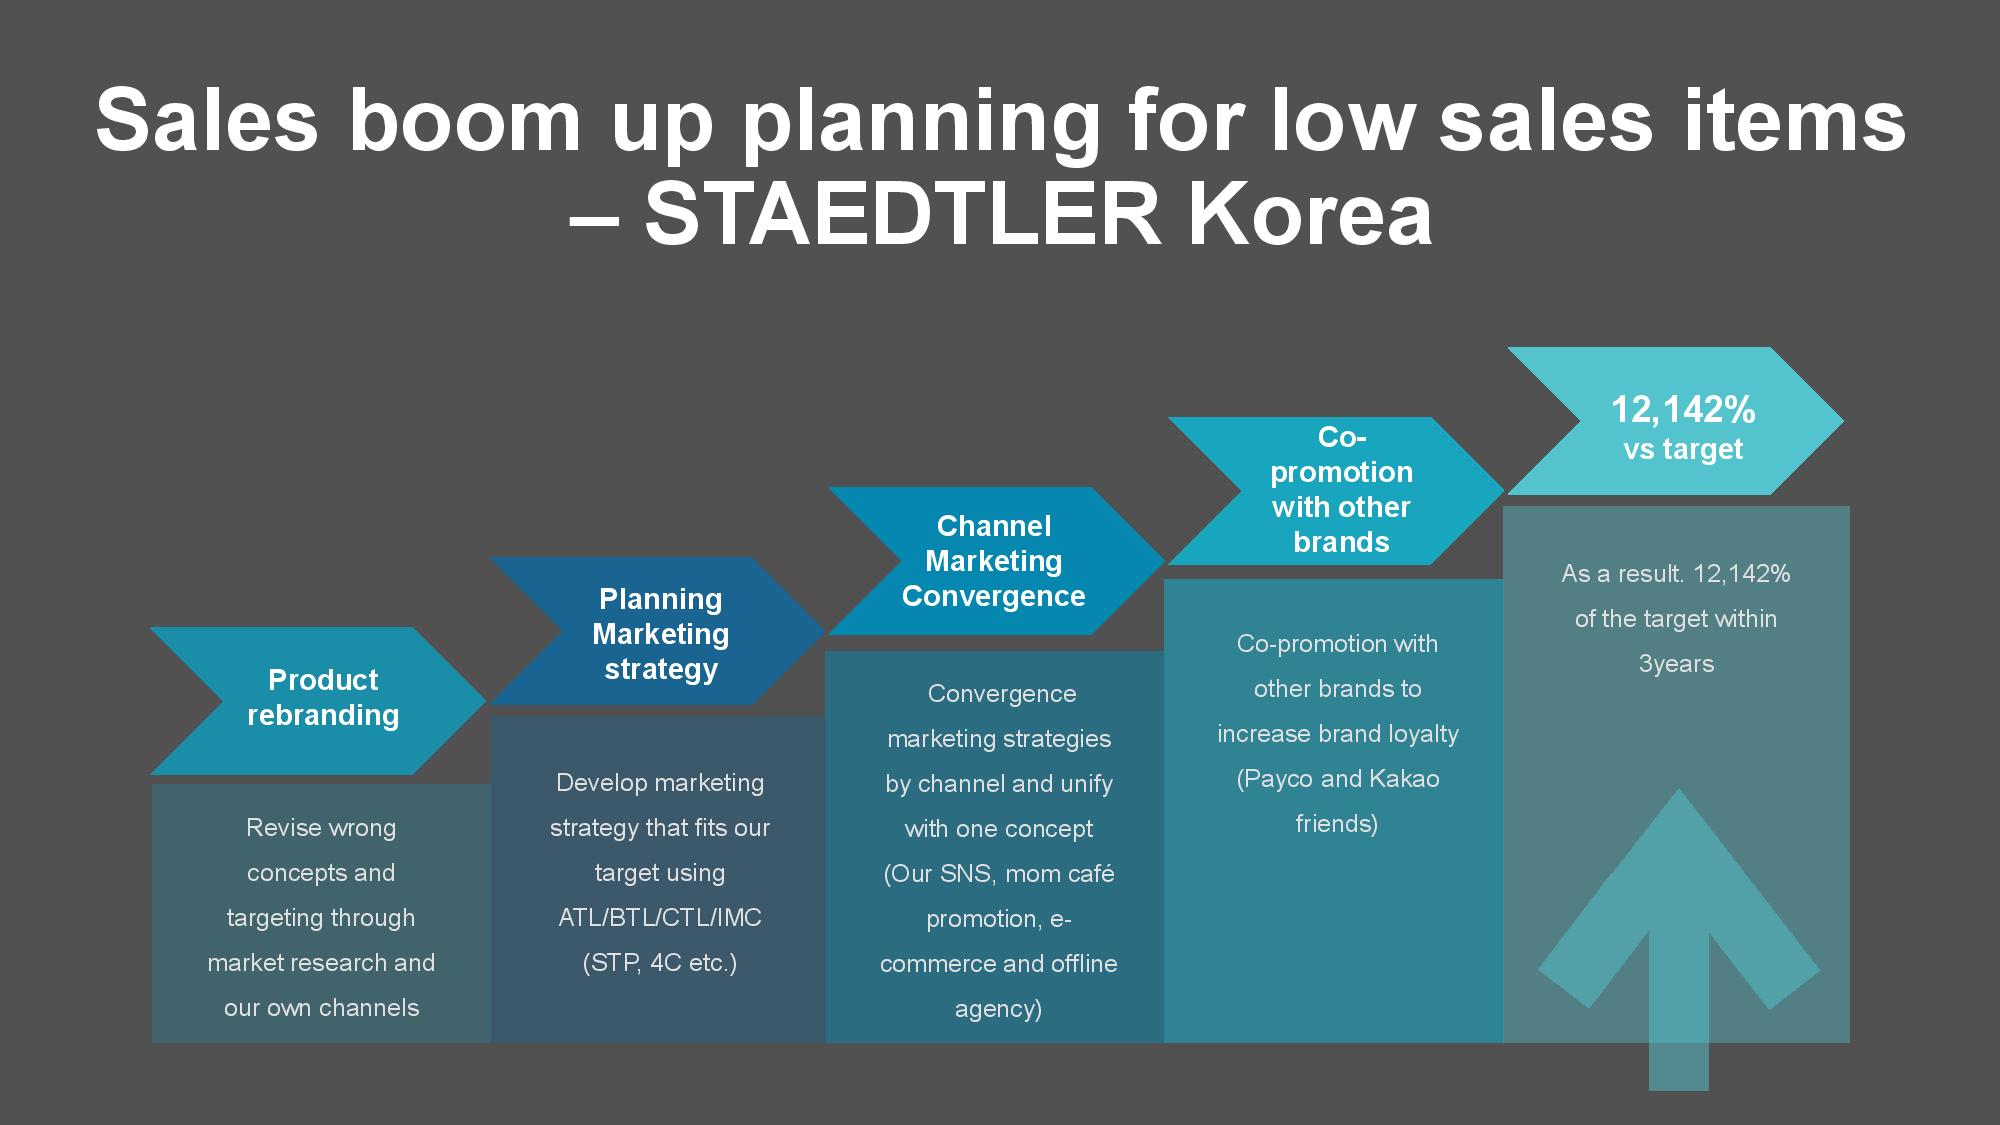 Sales boom up planning for low sales items
– STAEDTLER Korea
Product
rebranding
Revise wrong
concepts and
targeting through
market research and
our own channels
Planning
Marketing
strategy
Develop marketing
strategy that fits our
target using
ATL/BTL/CTL/IMC
(STP, 4C etc.)
Channel
Marketing
Convergence
Convergence
marketing strategies
by channel and unify
with one concept
(Our SNS, mom café
promotion, e-
commerce and offline
agency)
Co-
promotion
with other
brands
Co-promotion with
other brands to
increase brand loyalty
(Payco and Kakao
friends)
12,142%
vs target
As a result. 12,142%
of the target within
3years